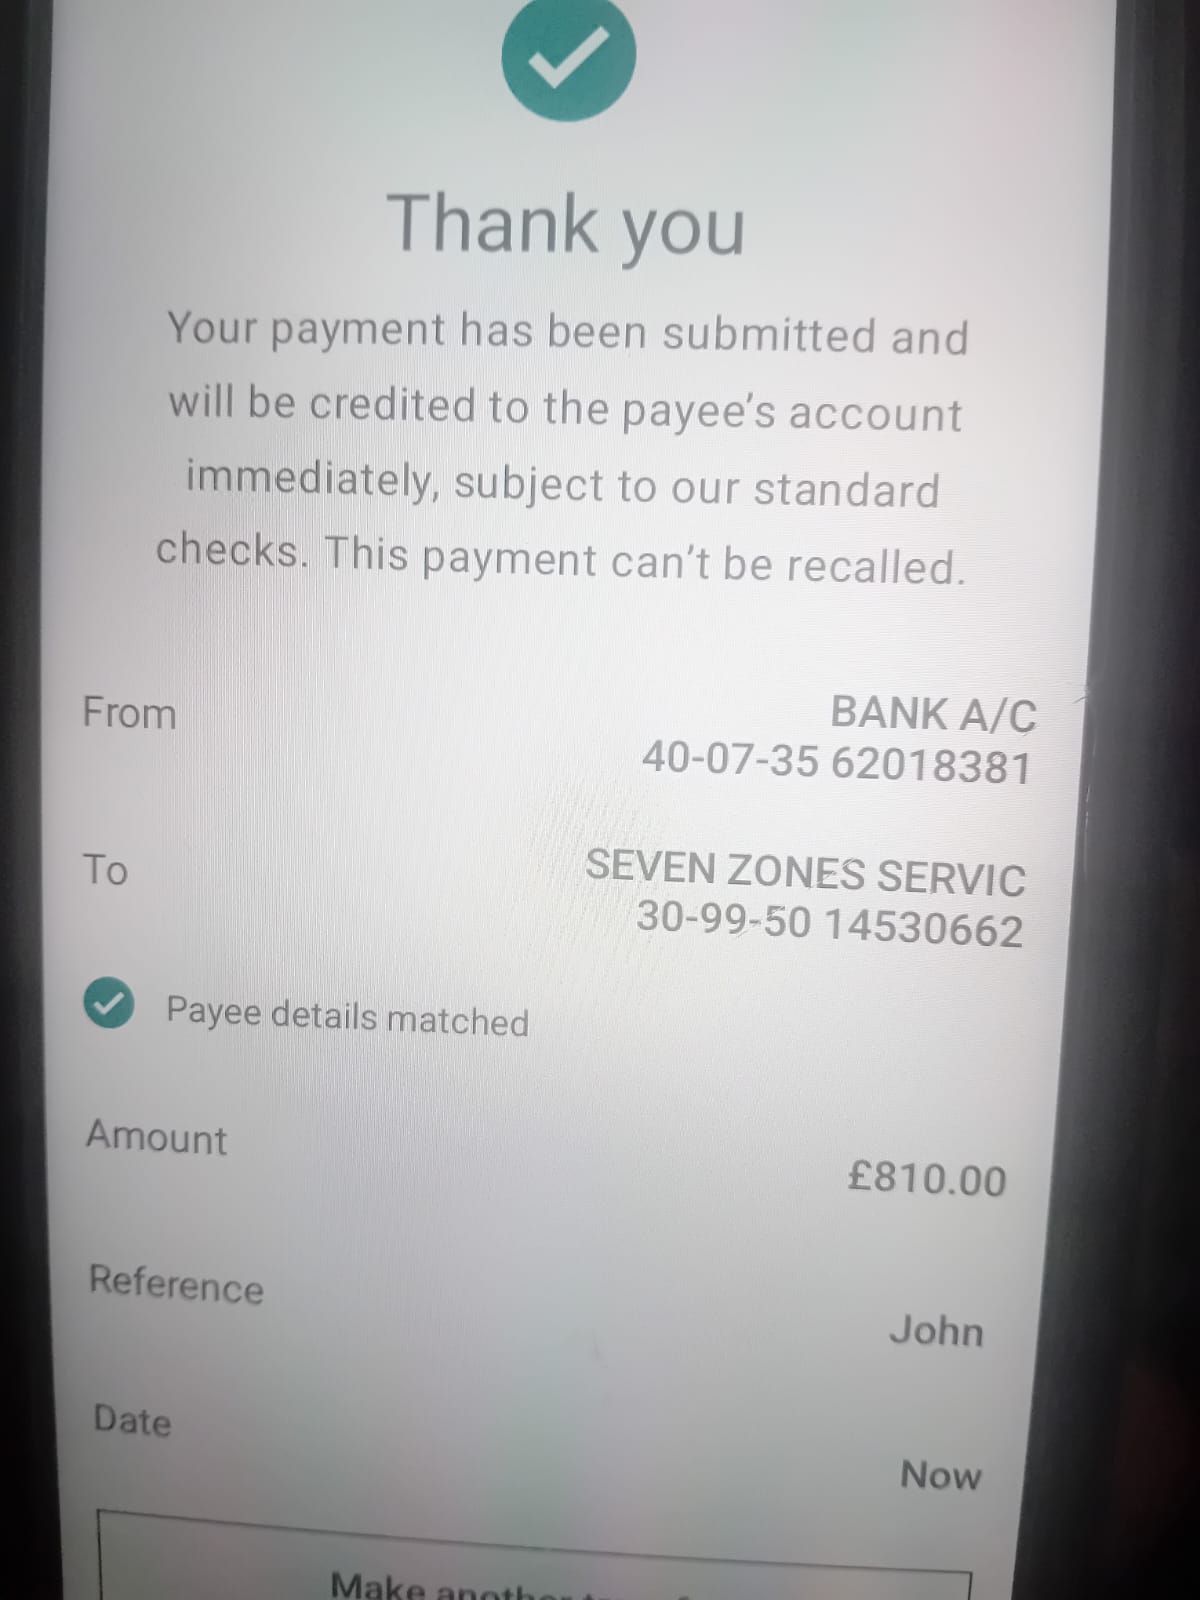 Thank you
Your payment has been submitted and
will be credited to the payee's account
immediately, subject to our standard
checks. This payment can't be recalled.
From
BANK A/C
40-07-35 62018381
To
SEVEN ZONES SERVIC
30-99-50 14530662
Payee details matched
Amount
£810.00
Reference
John
Date
Now
Make another